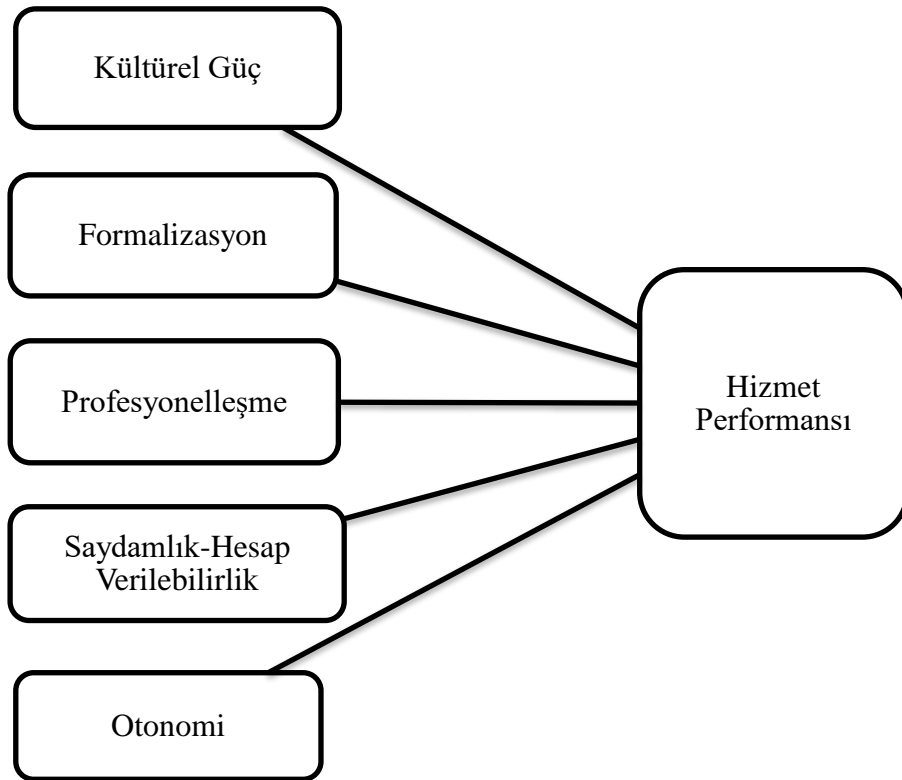 Kültürel Güç
Formalizasyon
Profesyonelleşme
Saydamlık-Hesap
Verilebilirlik
Otonomi
Hizmet
Performansı